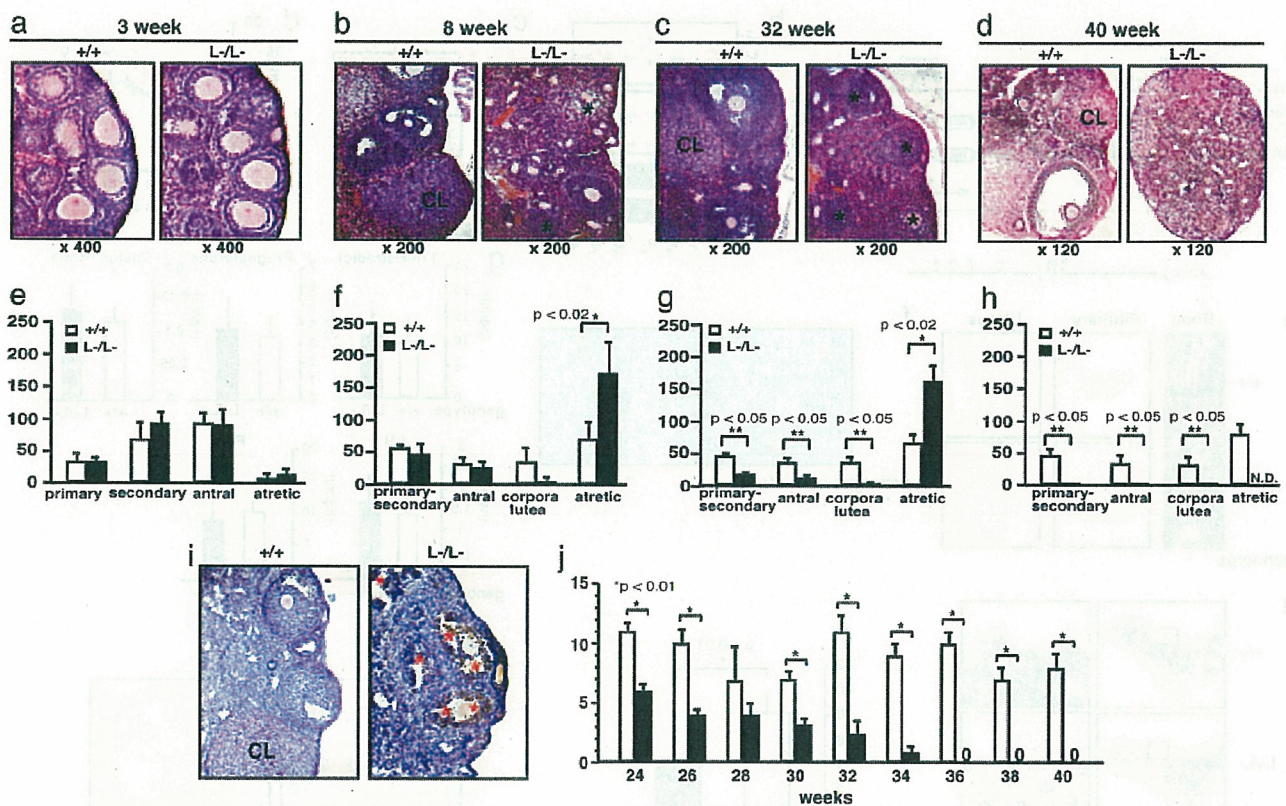 a 3 week b 8 week c 32 week d 40 week
+/+ L-/L- +/+ L-/L- +/+ L-/L- +/+ L-/L-
* * CL * * * * CL * CL
x 400 x 400 x 200 x 200 x 200 x 200 x 120 x 120
e
250
200
150
100
50
0
+/+
L-/L-
primary secondary antral atretic
f
250
200
150
100
50
0
+/+
L-/L-
p < 0.02 *
primary-secondary antral corpora lutea atretic
g
250
200
150
100
50
0
+/+
L-/L-
p < 0.02
*
p < 0.05 p < 0.05 p < 0.05
** ** **
primary-secondary antral corpora lutea atretic
h
250
200
150
100
50
0
+/+
L-/L-
p < 0.05 p < 0.05 p < 0.05
** ** **
N.D.
primary-secondary antral corpora lutea atretic
i
+/+ L-/L-
CL
j
15
10
5
0
*p < 0.01
* * * * * * * *
0 0 0
24 26 28 30 32 34 36 38 40
weeks